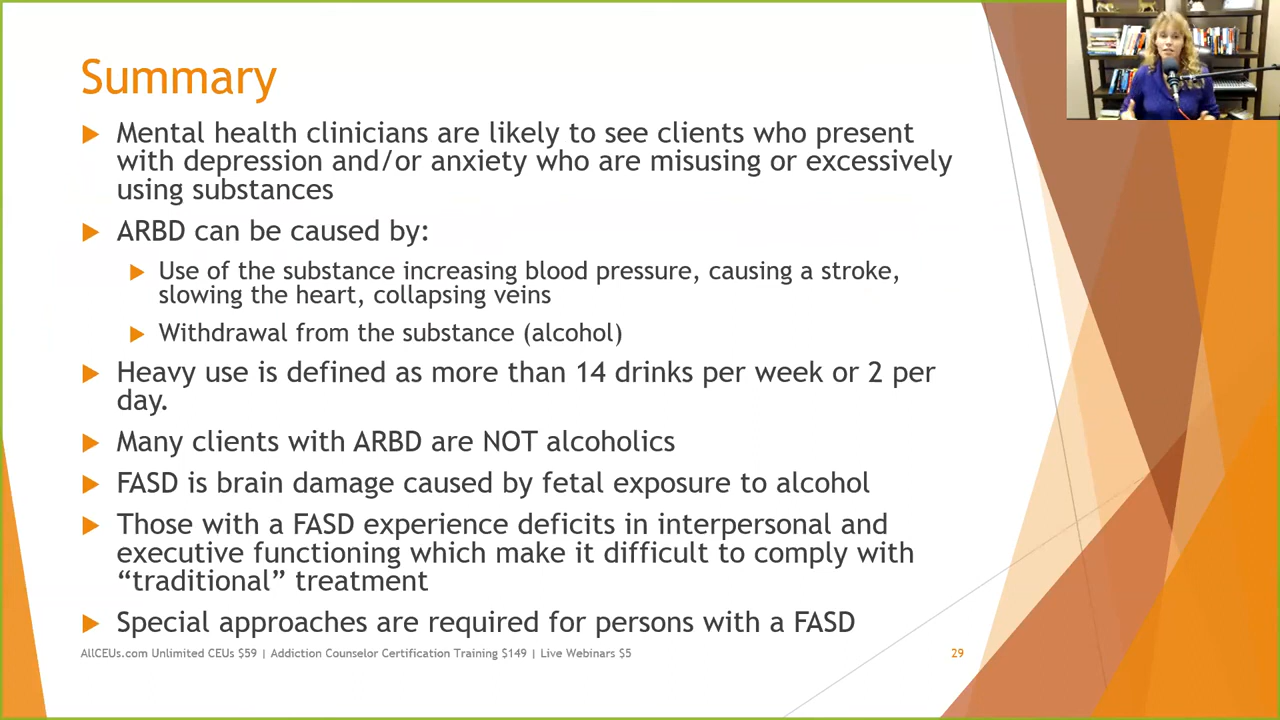 Summary
Mental health clinicians are likely to see clients who present
with depression and/or anxiety who are misusing or excessively
using substances
ARBD can be caused by:
Use of the substance increasing blood pressure, causing a stroke,
slowing the heart, collapsing veins
Withdrawal from the substance (alcohol)
Heavy use is defined as more than 14 drinks per week or 2 per
day.
Many clients with ARBD are NOT alcoholics
FASD is brain damage caused by fetal exposure to alcohol
Those with a FASD experience deficits in interpersonal and
executive functioning which make it difficult to comply with
“traditional” treatment
Special approaches are required for persons with a FASD
AllCEUs.com Unlimited CEUs $59 | Addiction Counselor Certification Training $149 | Live Webinars $5
29